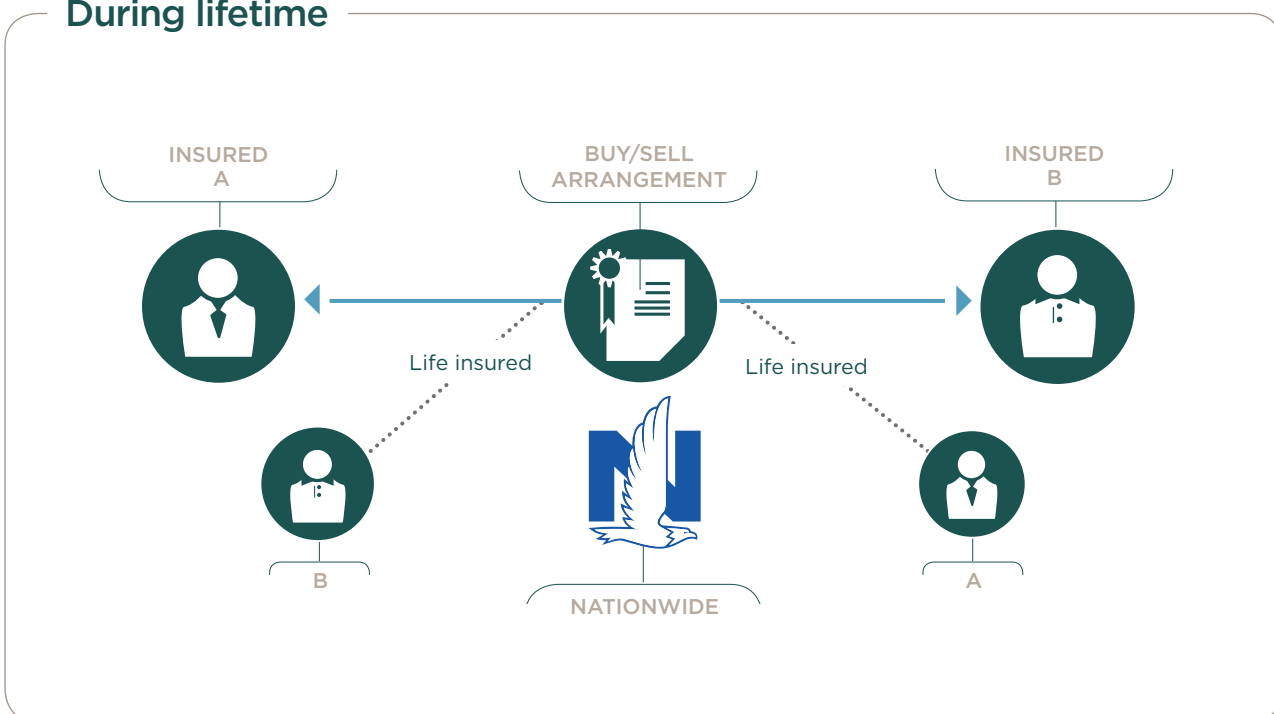 During lifetime
INSURED
A
BUY/SELL
ARRANGEMENT
INSURED
B
Life insured
Life insured
B
A
NATIONWIDE